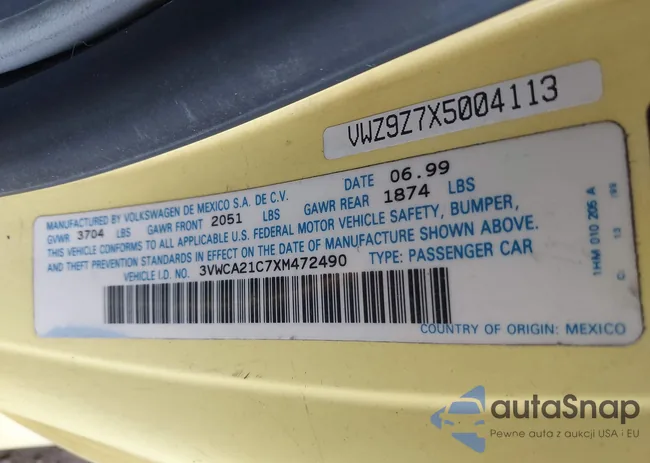 VWZ9Z7X5004113
MANUFACTURED BY VOLKSWAGEN DE MEXICO S.A. DE C.V. DATE 06.99
GVWR 3704 LBS GAWR FRONT 2051 LBS GAWR REAR 1874 LBS
THIS VEHICLE CONFORMS TO ALL APPLICABLE U.S. FEDERAL MOTOR VEHICLE SAFETY, BUMPER,
AND THEFT PREVENTION STANDARDS IN EFFECT ON THE DATE OF MANUFACTURE SHOWN ABOVE.
VEHICLE I.D. NO. 3VWCA21C7XM472490 TYPE: PASSENGER CAR
COUNTRY OF ORIGIN: MEXICO
1HM 010 205 A
autaSnap
Pewne auta z aukcji USA i EU